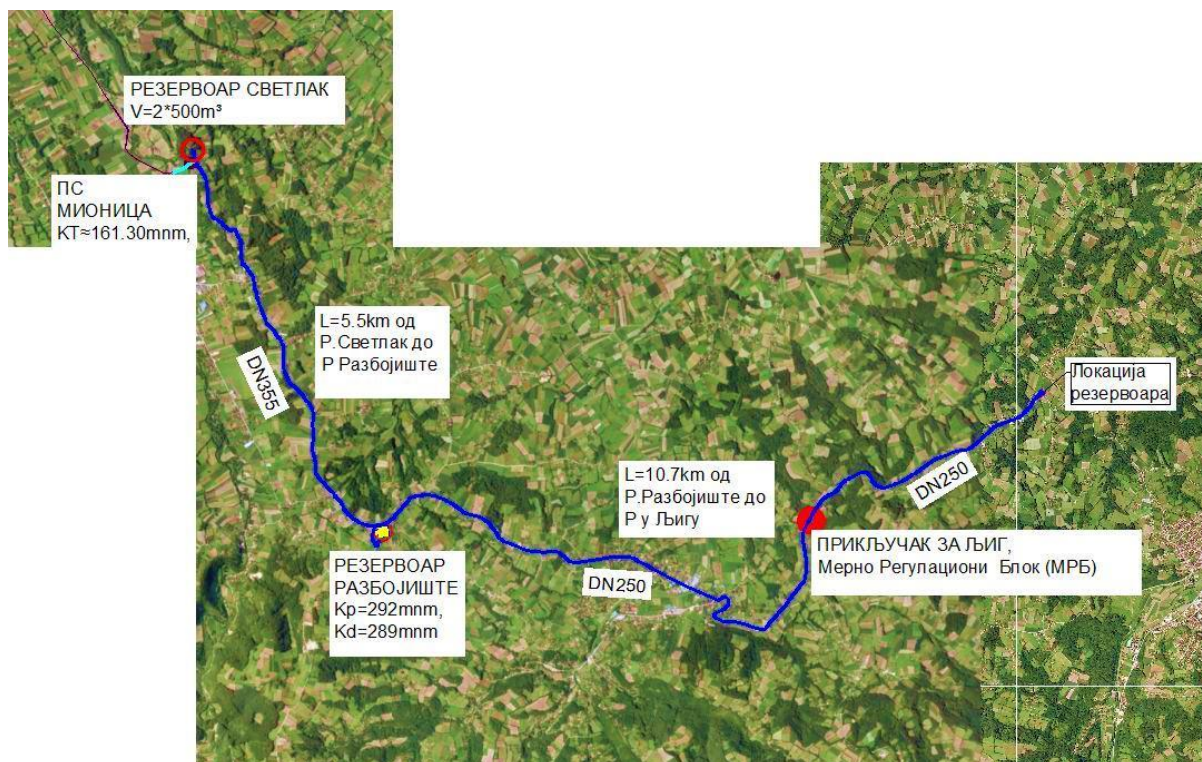 РЕЗЕРВОАР СВЕТЛАК
V=2*500m³
ПС
МИОНИЦА
КТ≈161.30mnm,
L=5.5km од
Р.Светлак до
Р Разбојиште
DN355
Локација
резервоара
L=10.7km од
Р.Разбојиште до
Р у Љигу
DN250
ПРИКЉУЧАК ЗА ЉИГ,
Мерно Регулациони Блок (МРБ)
РЕЗЕРВОАР
РАЗБОЈИШТЕ
Кр=292mnm,
Kd=289mnm
DN250